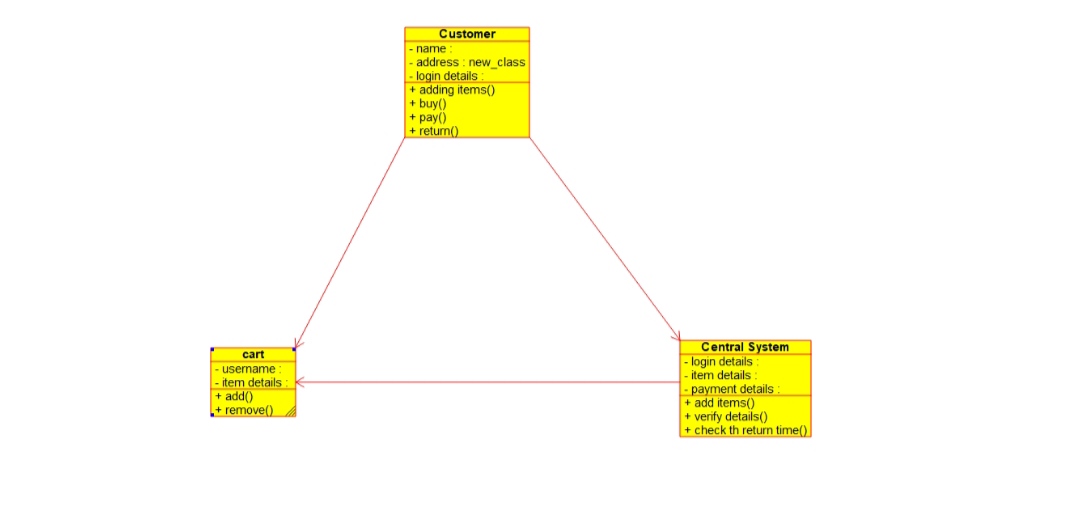 Customer
- name :
- address : new_class
- login details :
+ adding items()
+ buy()
+ pay()
+ return()
cart
- username :
- item details :
+ add()
+ remove()
Central System
- login details :
- item details :
- payment details :
+ add items()
+ verify details()
+ check th return time()